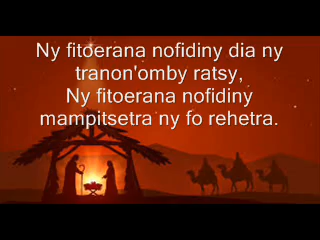 Ny fitoerana nofidiny dia ny
tranon'omby ratsy,
Ny fitoerana nofidiny
mampitsetra ny fo rehetra.